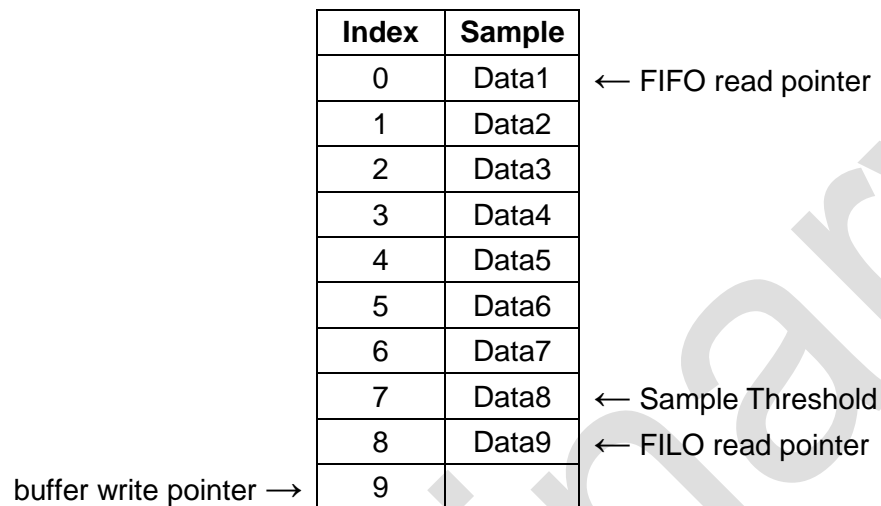 Index Sample
0 Data1 ← FIFO read pointer
1 Data2
2 Data3
3 Data4
4 Data5
5 Data6
6 Data7
7 Data8 ← Sample Threshold
8 Data9 ← FILO read pointer
buffer write pointer → 9